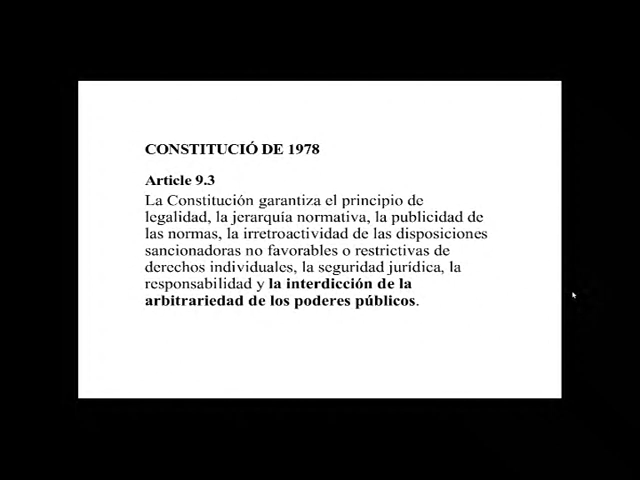 CONSTITUCIÓ DE 1978
Article 9.3
La Constitución garantiza el principio de
legalidad, la jerarquía normativa, la publicidad de
las normas, la irretroactividad de las disposiciones
sancionadoras no favorables o restrictivas de
derechos individuales, la seguridad jurídica, la
responsabilidad y la interdicción de la
arbitrariedad de los poderes públicos.